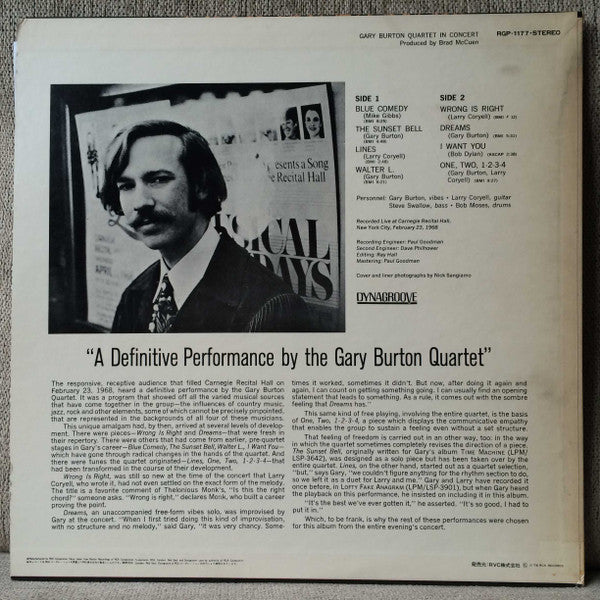 GARY BURTON QUARTET IN CONCERT
Produced by Brad McCuen
RGP-1177·STEREO
SIDE 1
BLUE COMEDY
(Mike Gibbs)
THE SUNSET BELL
(Gary Burton)
LINES
(Larry Coryell)
WALTER L.
(Gary Burton)
SIDE 2
WRONG IS RIGHT
(Larry Coryell)
DREAMS
(Gary Burton)
I WANT YOU
(Bob Dylan)
ONE, TWO, 1-2-3-4
(Gary Burton, Larry
Coryell)
Personnel: Gary Burton, vibes · Larry Coryell, guitar
Steve Swallow, bass · Bob Moses, drums
Recorded Live at Carnegie Recital Hall,
New York City, February 23, 1968
Recording Engineer: Paul Goodman
Second Engineer: Dave Philhower
Editing: Ray Hall
Mastering: Paul Goodman
Cover and liner photographs by Nick Sangiamo
DYNAGROOVE
esents a Song
e Recital Hall
SICAL
DAYS
"A Definitive Performance by the Gary Burton Quartet"
The responsive, receptive audience that filled Carnegie Recital Hall on
February 23, 1968, heard a definitive performance by the Gary Burton
Quartet. It was a program that showed off all the varied musical sources
that have come together in the group—the influences of country music,
jazz, rock and other elements, some of which cannot be precisely pinpointed,
that are represented in the backgrounds of all four of these musicians.
This unique amalgam had, by then, arrived at several levels of develop-
ment. There were pieces—Wrong Is Right and Dreams—that were fresh in
their repertory. There were others that had come from earlier, pre-quartet
stages in Gary's career—Blue Comedy, The Sunset Bell, Walter L., I Want You—
which have gone through radical changes in the hands of the quartet. And
there were tunes the quartet originated—Lines, One, Two, 1-2-3-4—that
had been transformed in the course of their development.
Wrong Is Right, was still so new at the time of the concert that Larry
Coryell, who wrote it, had not even settled on the exact form of the melody.
The title is a favorite comment of Thelonious Monk's, "Is this the right
chord?" someone asks. "Wrong is right," declares Monk, who built a career
proving the point.
Dreams, an unaccompanied free-form vibes solo, was improvised by
Gary at the concert. "When I first tried doing this kind of improvisation,
with no structure and no melody," said Gary, "it was very chancy. Some-
times it worked, sometimes it didn't. But now, after doing it again and
again, I can count on getting something going. I can usually find an opening
statement that leads to something. As a rule, it comes out with the sombre
feeling that Dreams has."
This same kind of free playing, involving the entire quartet, is the basis
of One, Two, 1-2-3-4, a piece which displays the communicative empathy
that enables this group to sustain a feeling even without a set structure.
That feeling of freedom is carried out in an other way, too: in the way
in which the quartet sometimes completely revises the direction of a piece.
The Sunset Bell, originally written for Gary's album TIME MACHINE (LPM/
LSP-3642), was designed as a solo piece but has been taken over by the
entire quartet. Lines, on the other hand, started out as a quartet selection,
"but," says Gary, "we couldn't figure anything for the rhythm section to do,
so we left it as a duet for Larry and me." Gary and Larry have recorded it
once before, in LOFTY FAKE ANAGRAM (LPM/LSP-3901), but when Gary heard
the playback on this performance, he insisted on including it in this album.
"It's the best we've ever gotten it," he asserted. "It's so good, I had to
put it in."
Which, to be frank, is why the rest of these performances were chosen
for this album from the entire evening's concert.
発売元/RVC株式会社